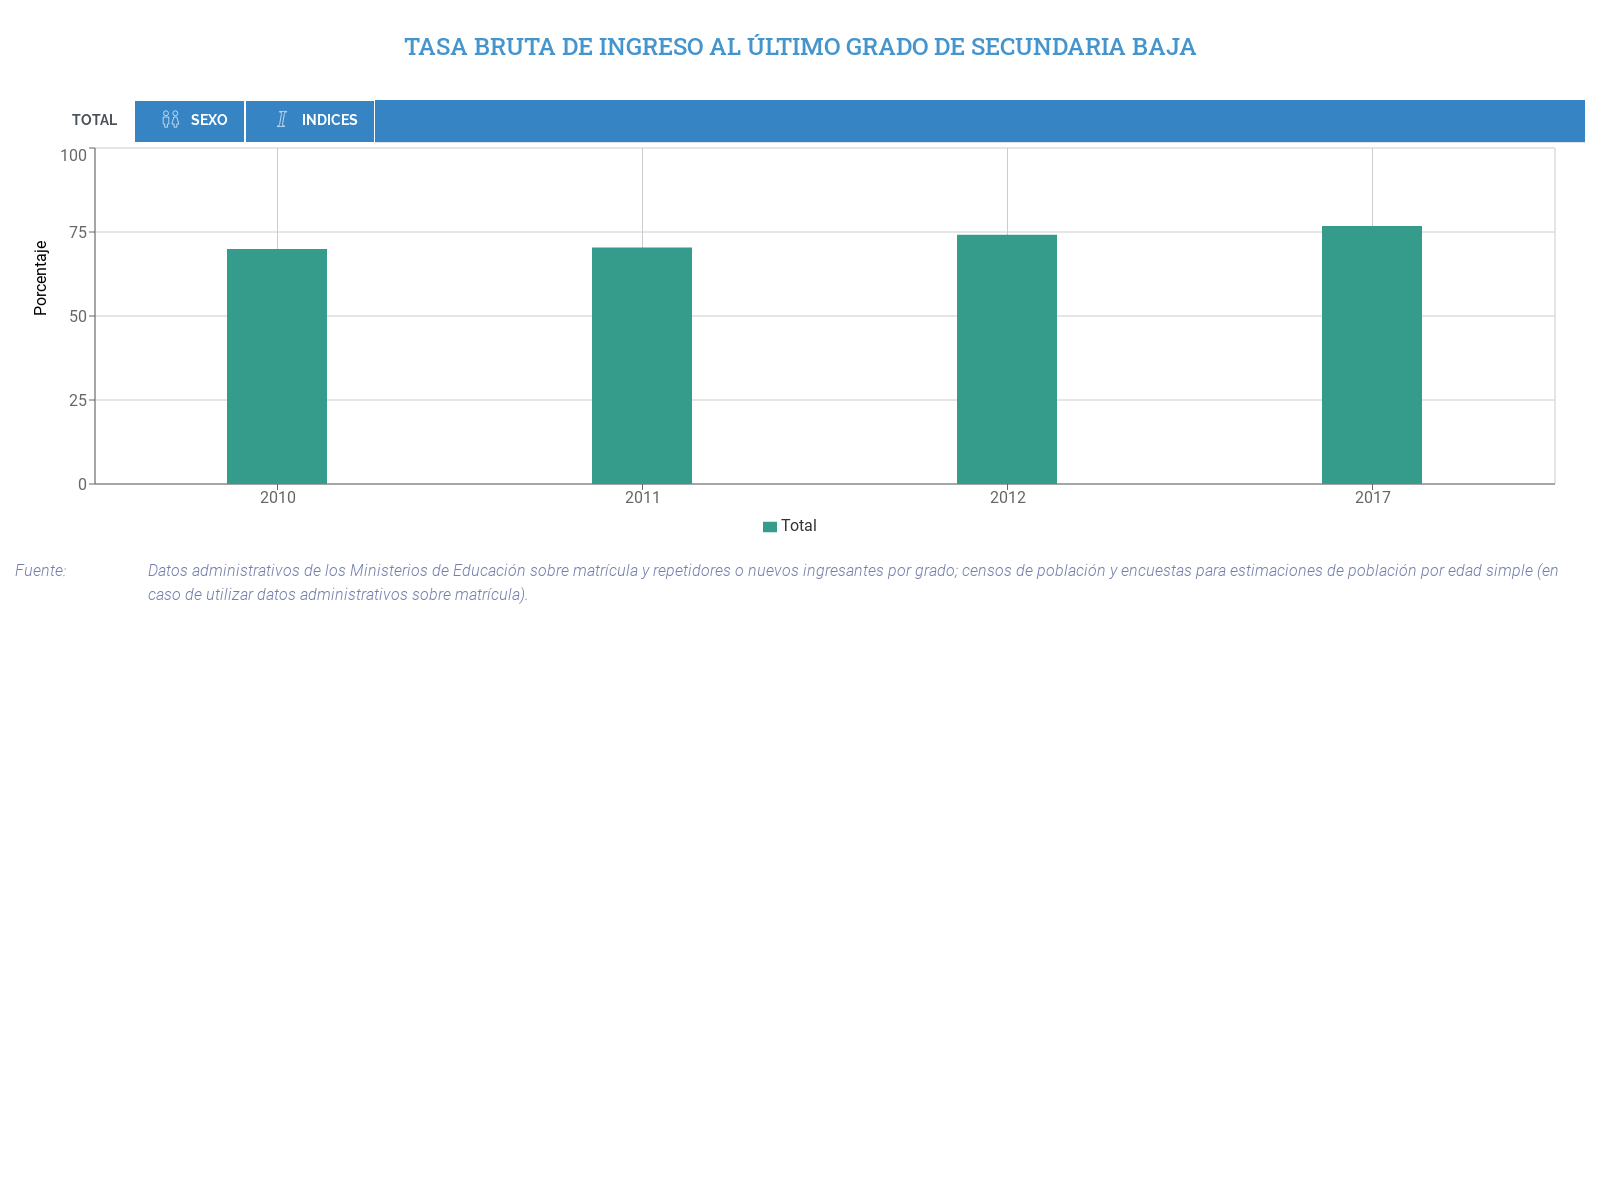 TASA BRUTA DE INGRESO AL ÚLTIMO GRADO DE SECUNDARIA BAJA
TOTAL SEXO INDICES
100
75
50
25
0
Porcentaje
2010 2011 2012 2017
Total
Fuente: Datos administrativos de los Ministerios de Educación sobre matrícula y repetidores o nuevos ingresantes por grado; censos de población y encuestas para estimaciones de población por edad simple (en
caso de utilizar datos administrativos sobre matrícula).